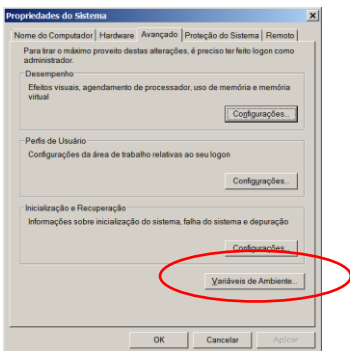 Propriedades do Sistema
Nome do Computador Hardware Avançado Proteção do Sistema Remoto
Para tirar o máximo proveito destas alterações, é preciso ter feito logon como
administrador.
Desempenho
Efeitos visuais, agendamento de processador, uso de memória e memória
virtual
Configurações...
Perfis de Usuário
Configurações da área de trabalho relativas ao seu logon
Configurações...
Inicialização e Recuperação
Informações sobre inicialização do sistema, falha do sistema e depuração
Configurações...
Variáveis de Ambiente...
OK Cancelar Aplicar